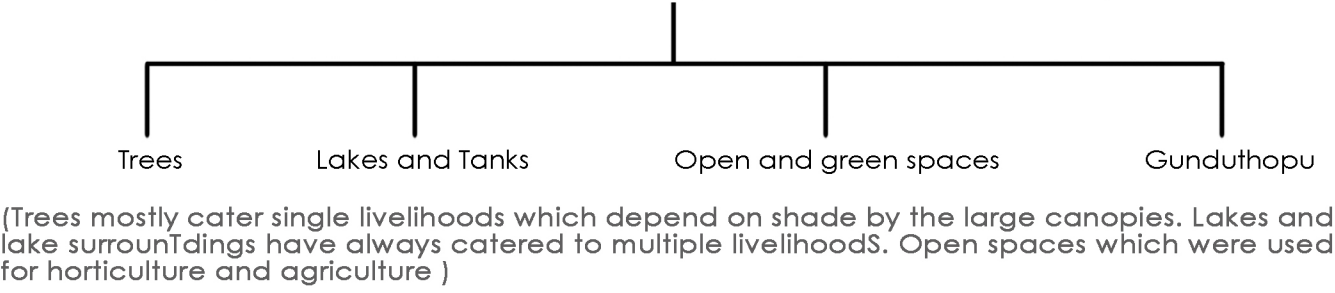 Trees Lakes and Tanks Open and green spaces Gunduthopu
(Trees mostly cater single livelihoods which depend on shade by the large canopies. Lakes and
lake surrounTdings have always catered to multiple livelihoodS. Open spaces which were used
for horticulture and agriculture )